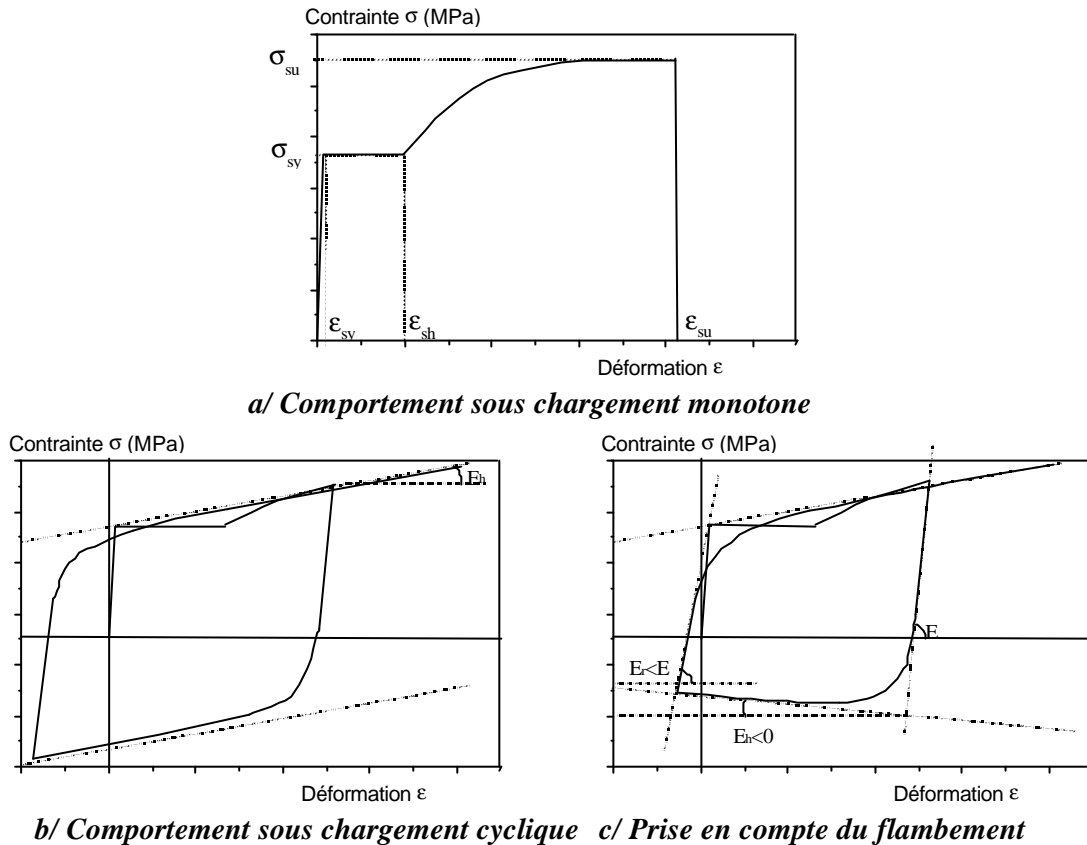 Contrainte σ (MPa)
σsu
σsy
εsy
εsh
εsu
Déformation ε
a/ Comportement sous chargement monotone
Contrainte σ (MPa)
Eh
Déformation ε
b/ Comportement sous chargement cyclique
Contrainte σ (MPa)
E
Er<E
Eh<0
Déformation ε
c/ Prise en compte du flambement